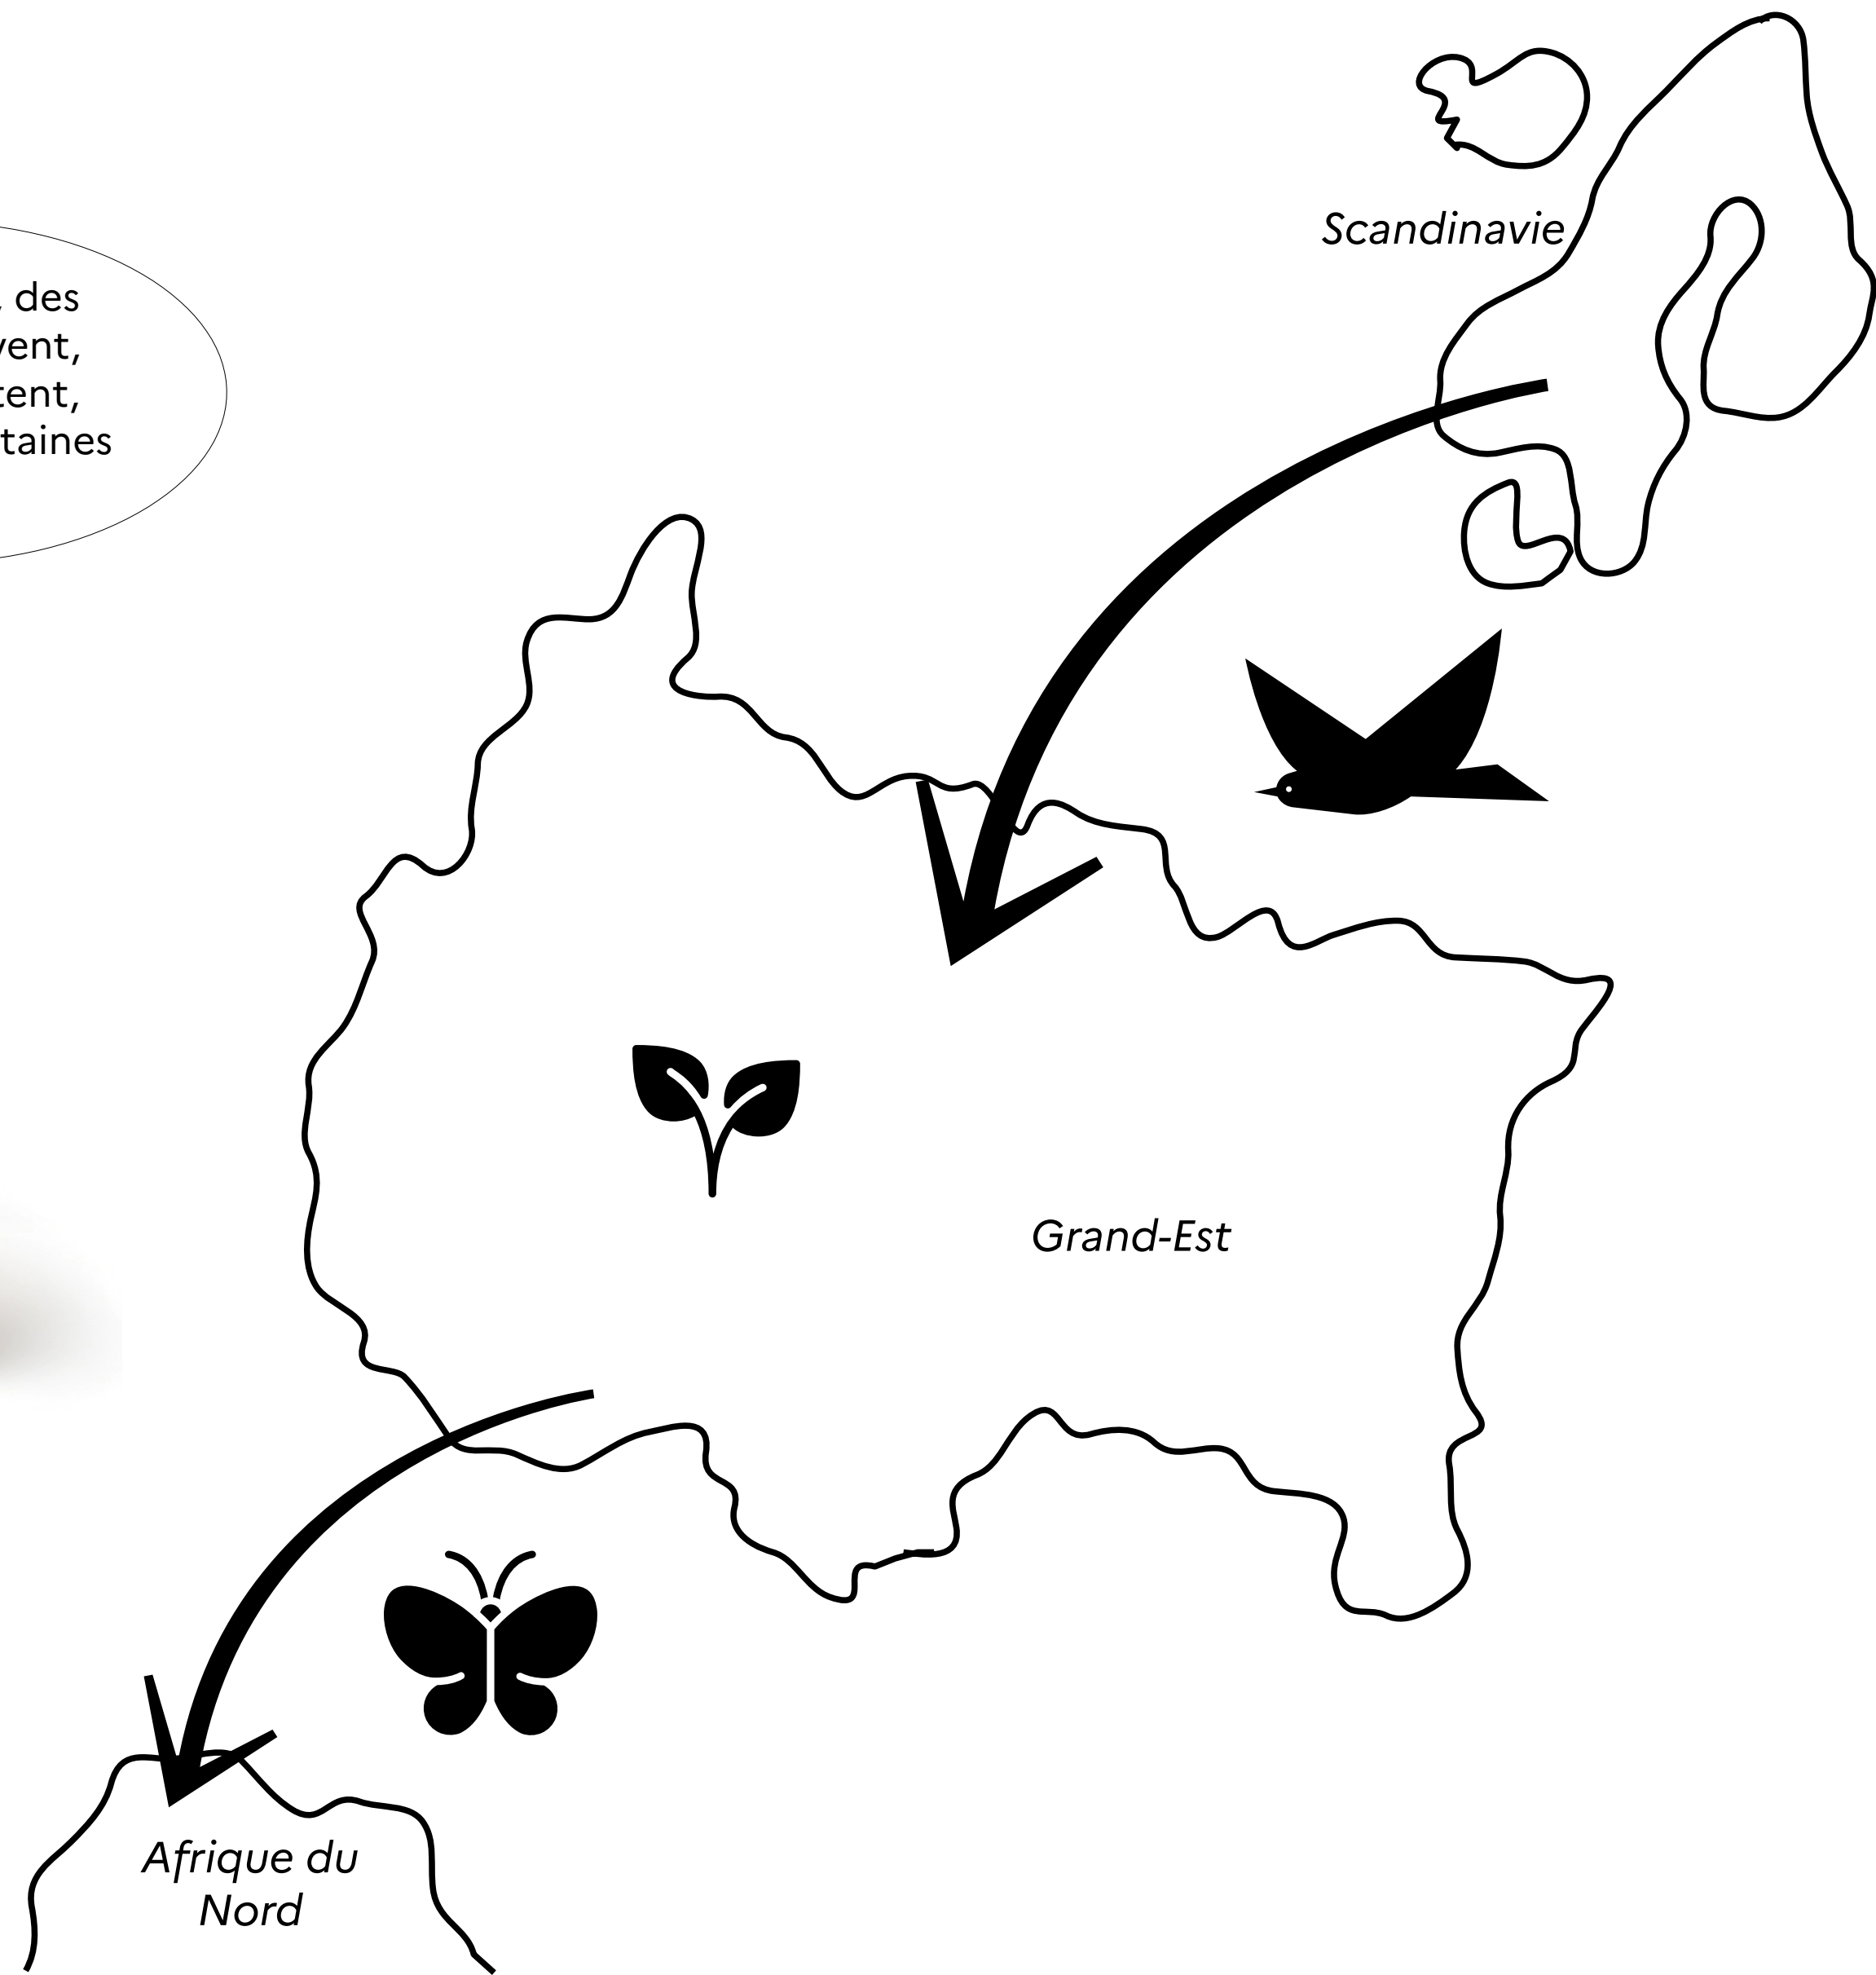 Scandinavie
des
vent,
tent,
taines
Grand-Est
Afrique du
Nord